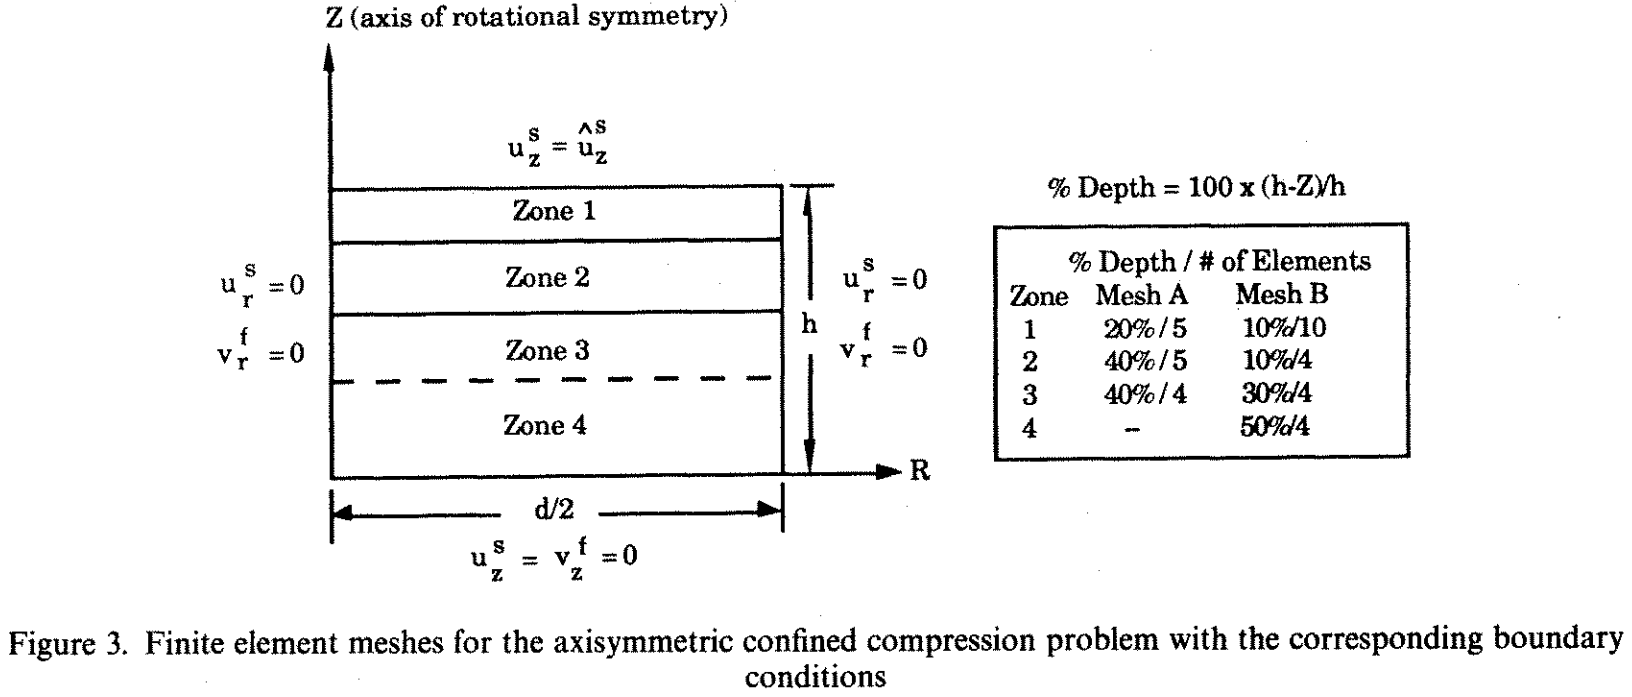 Z (axis of rotational symmetry)
u_z^s = û_z^s
Zone 1
Zone 2
Zone 3
Zone 4
u_r^s = 0
v_r^f = 0
h
u_r^s = 0
v_r^f = 0
R
d/2
u_z^s = v_z^f = 0
% Depth = 100 x (h-Z)/h
% Depth / # of Elements
Zone Mesh A Mesh B
1 20% / 5 10%/10
2 40% / 5 10%/4
3 40% / 4 30%/4
4 – 50%/4
Figure 3. Finite element meshes for the axisymmetric confined compression problem with the corresponding boundary
conditions